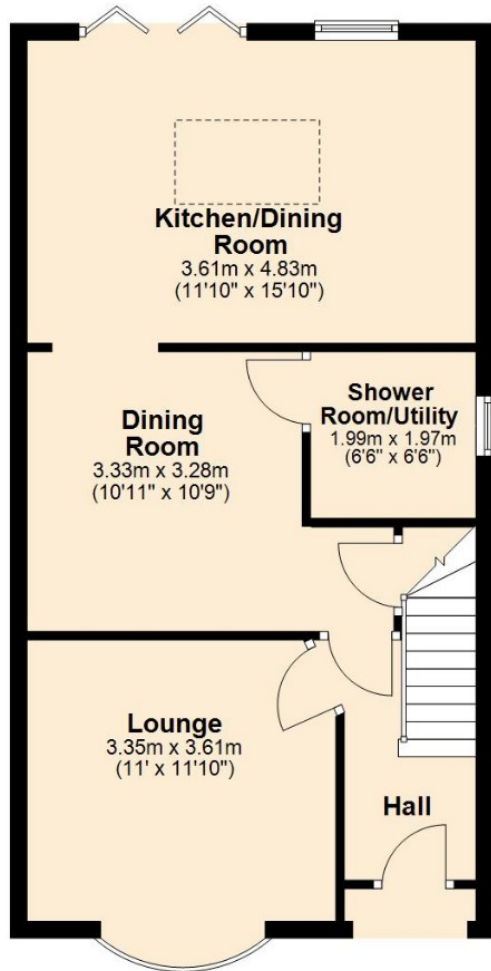 Kitchen/Dining
Room
3.61m x 4.83m
(11'10" x 15'10")
Shower
Room/Utility
1.99m x 1.97m
(6'6" x 6'6")
Dining
Room
3.33m x 3.28m
(10'11" x 10'9")
Lounge
3.35m x 3.61m
(11' x 11'10")
Hall